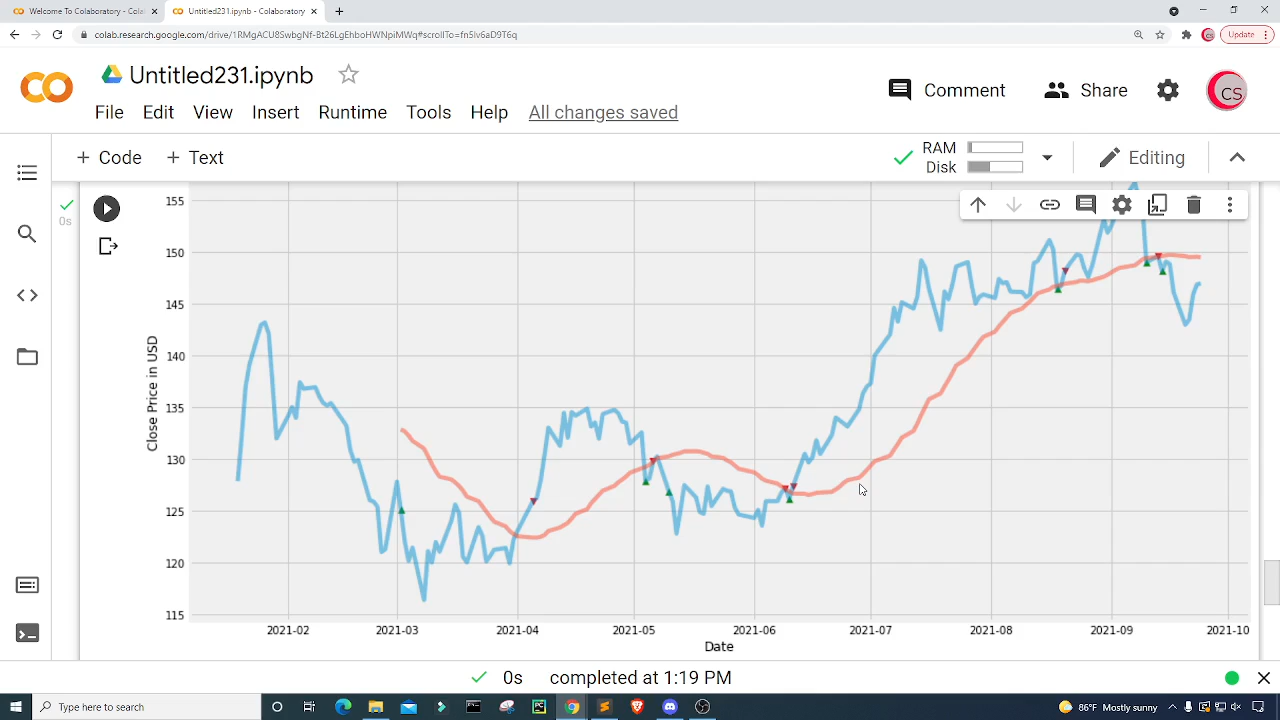 Welcome To Colaboratory - Colal
Untitled231.ipynb - Colaboratory
colab.research.google.com/drive/1RMgACU8SwbgNf-Bt26LgEhboHWNpiMWq#scrollTo=fn5Iv6aD9T6q
Update
Untitled231.ipynb
File Edit View Insert Runtime Tools Help All changes saved
Comment
Share
CS
+ Code + Text
RAM
Disk
Editing
0s
155
150
145
140
135
130
125
120
115
Close Price in USD
2021-02 2021-03 2021-04 2021-05 2021-06 2021-07 2021-08 2021-09 2021-10
Date
0s completed at 1:19 PM
Type here to search
88°F Mostly sunny